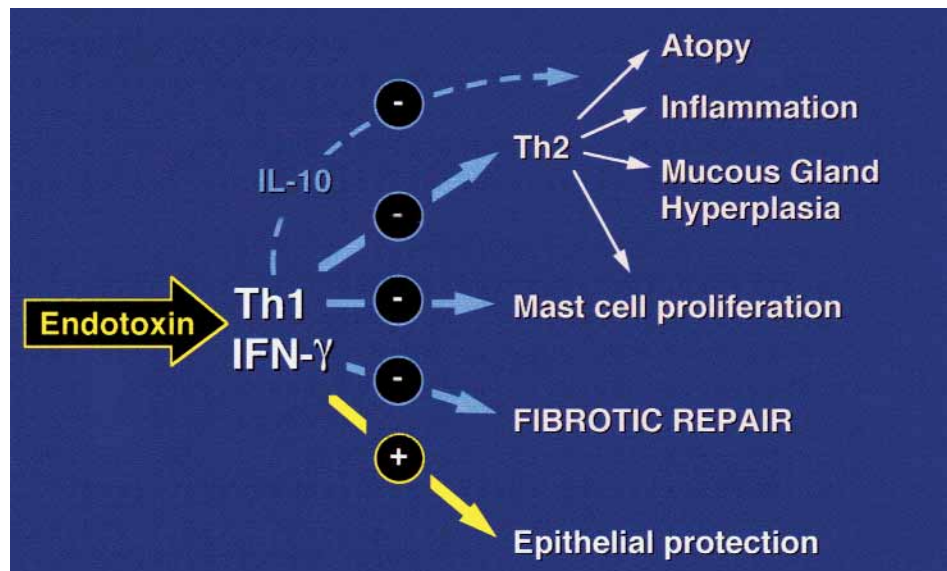 Atopy
Inflammation
Th2
Mucous Gland
Hyperplasia
IL-10
-
-
Endotoxin
Th1
IFN-γ
-
Mast cell proliferation
-
FIBROTIC REPAIR
+
Epithelial protection